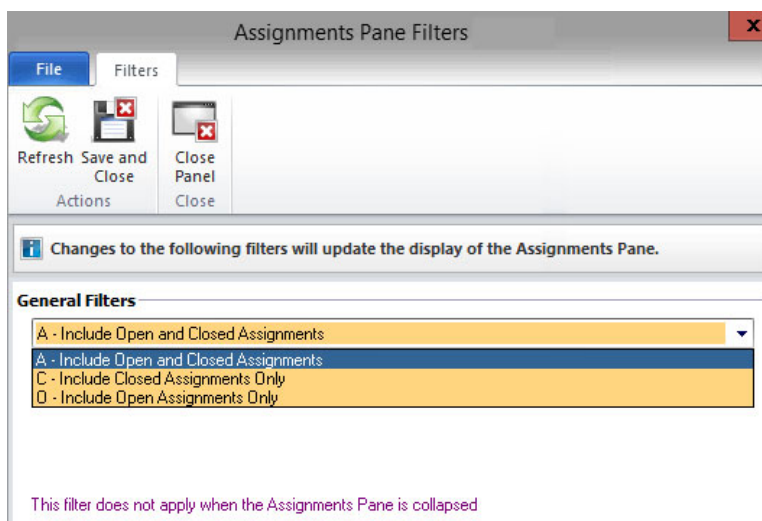 Assignments Pane Filters
x
File Filters
Refresh Save and Close Close Panel
Actions Close
Changes to the following filters will update the display of the Assignments Pane.
General Filters
A - Include Open and Closed Assignments
A - Include Open and Closed Assignments
C - Include Closed Assignments Only
O - Include Open Assignments Only
This filter does not apply when the Assignments Pane is collapsed